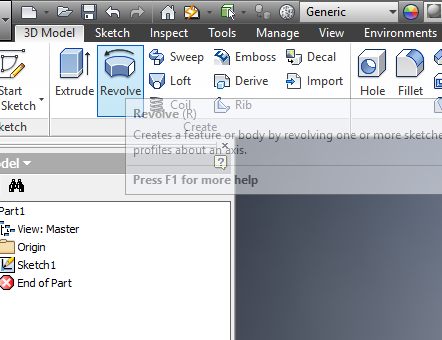 Generic
3D Model Sketch Inspect Tools Manage View Environments
Start
Sketch
Extrude
Revolve
Sweep Emboss Decal
Loft Derive Import
Coil Rib
Hole
Fillet
ketch
Create
Revolve (R)
Creates a feature or body by revolving one or more sketche
profiles about an axis.
Press F1 for more help
odel
Part1
View: Master
Origin
Sketch1
End of Part